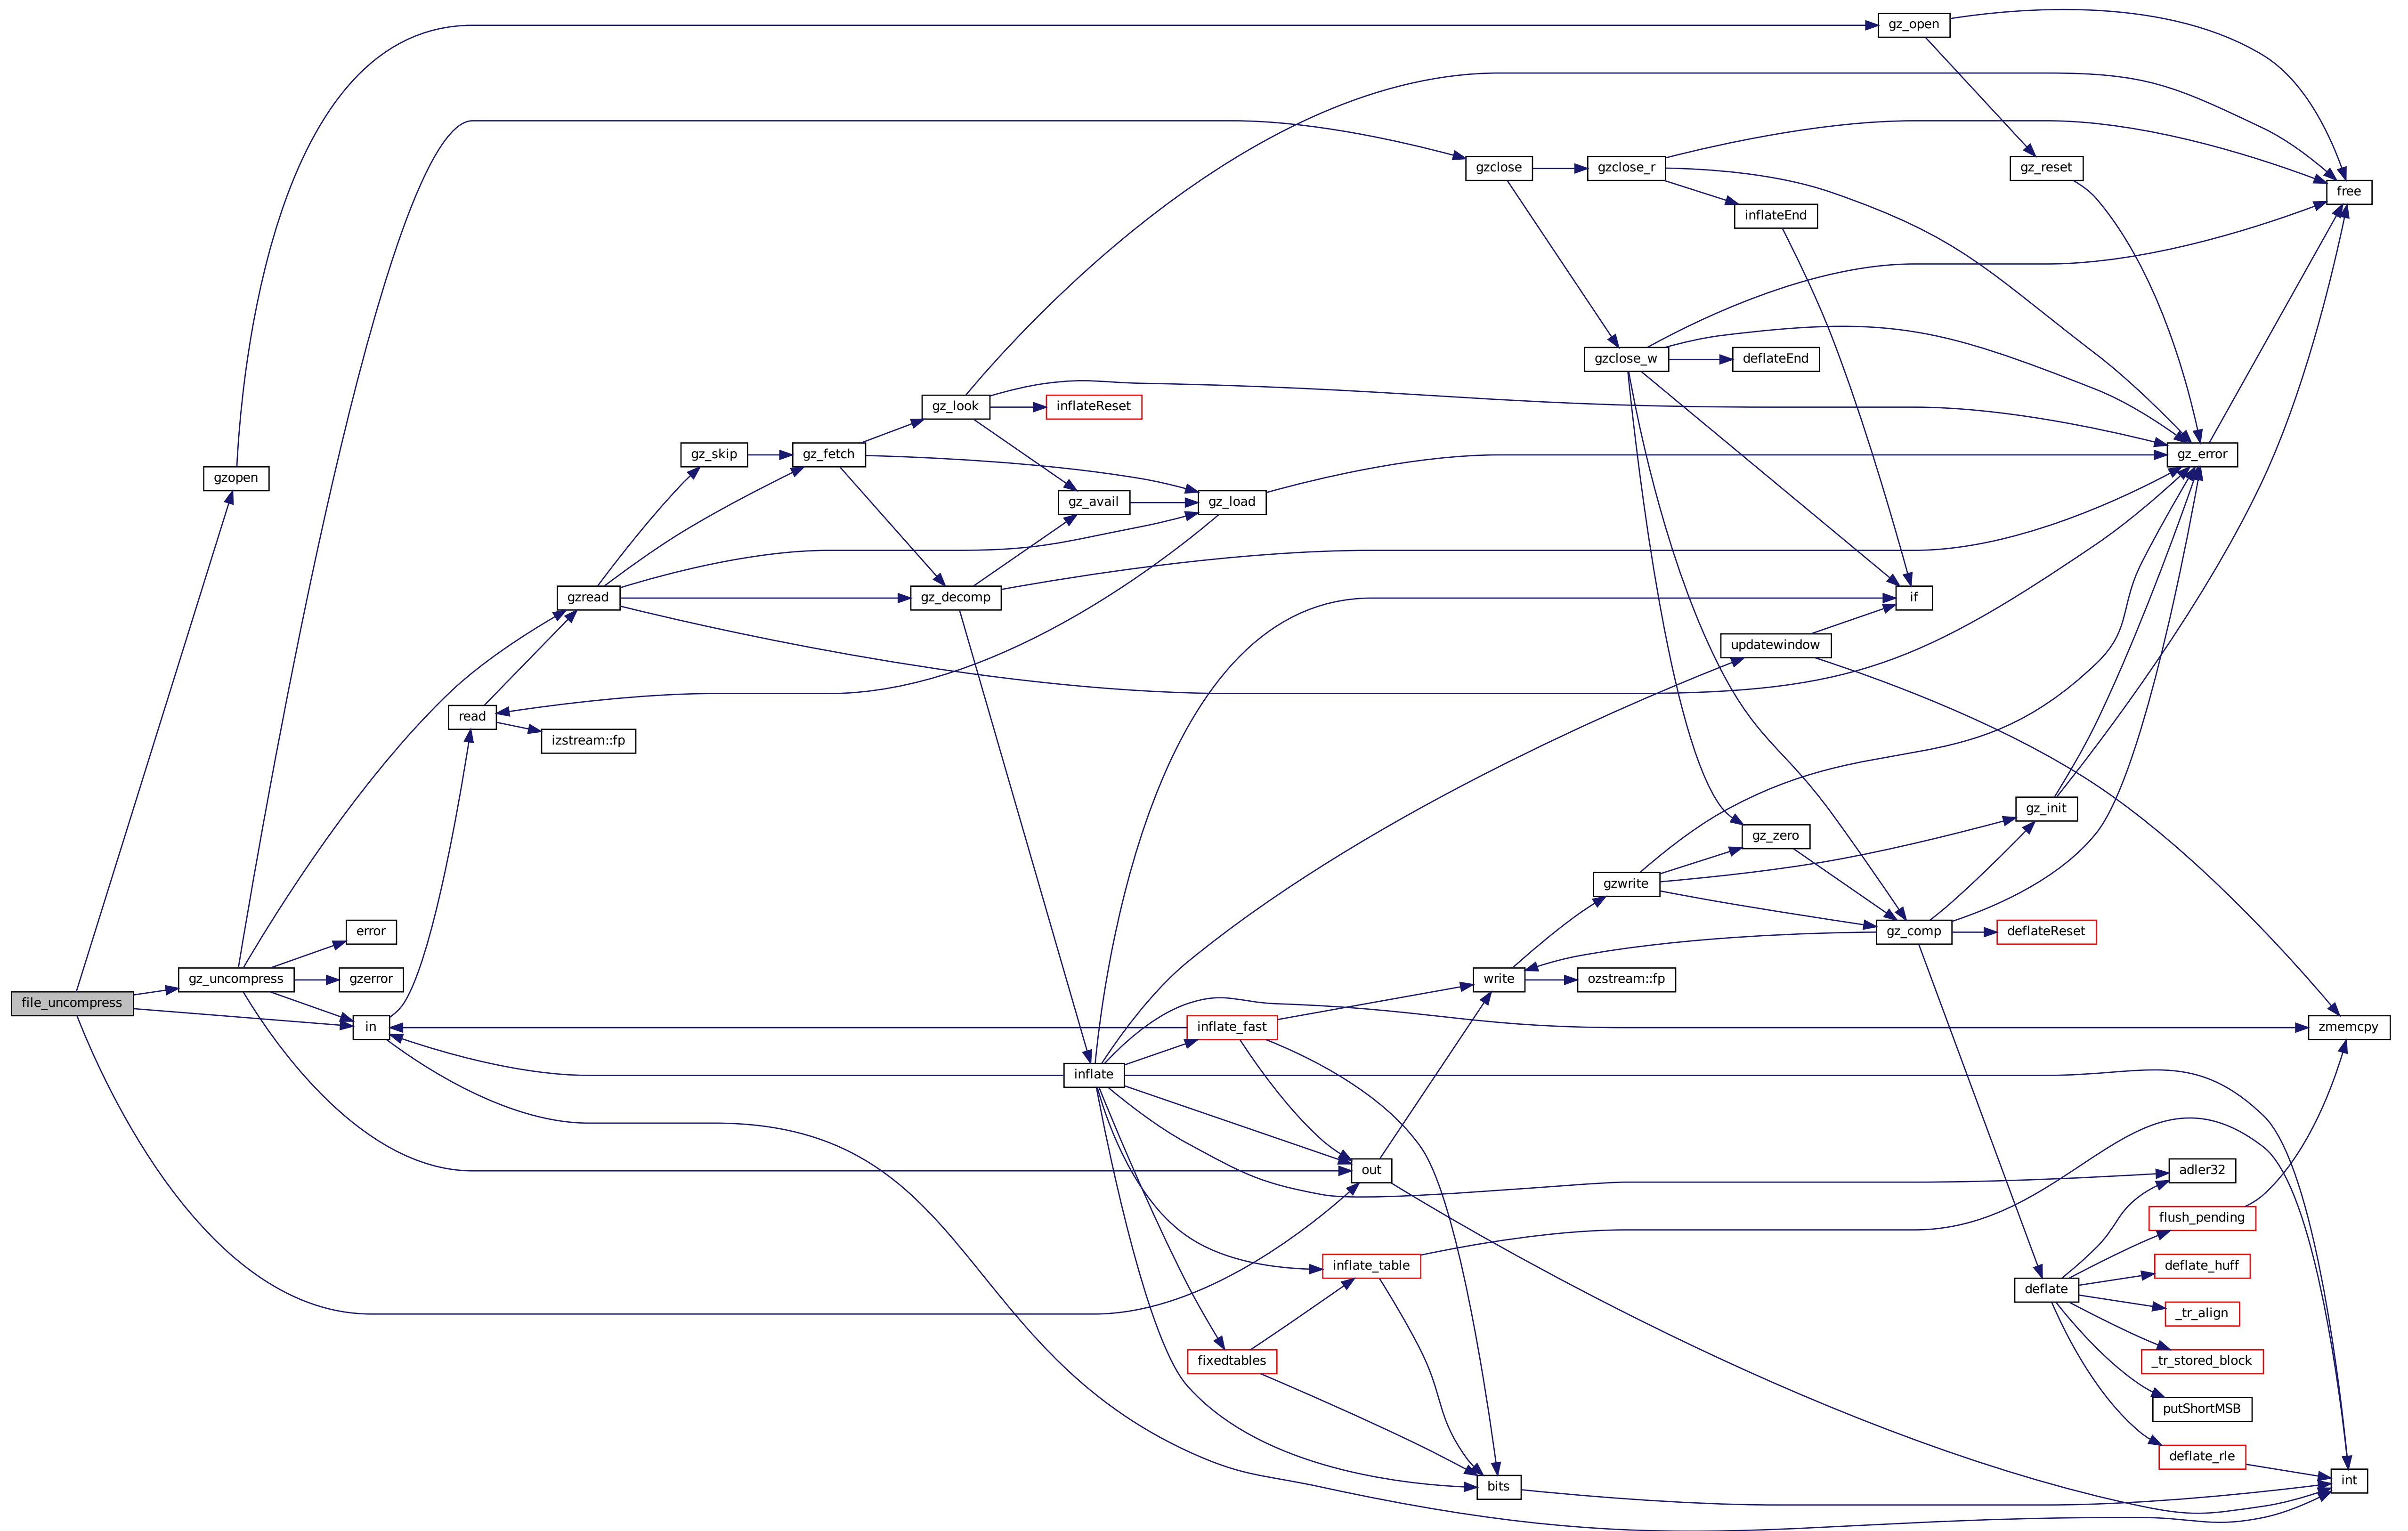 gz_open
gzclose
gzclose_r
gz_reset
free
inflateEnd
gzclose_w
deflateEnd
gz_look
inflateReset
gz_skip
gz_fetch
gz_error
gzopen
gz_avail
gz_load
gzread
gz_decomp
if
updatewindow
read
izstream::fp
gz_init
gz_zero
gzwrite
error
gz_comp
deflateReset
gz_uncompress
gzerror
write
ozstream::fp
file_uncompress
in
inflate_fast
zmemcpy
inflate
out
adler32
flush_pending
inflate_table
deflate_huff
deflate
_tr_align
fixedtables
_tr_stored_block
putShortMSB
deflate_rle
bits
int